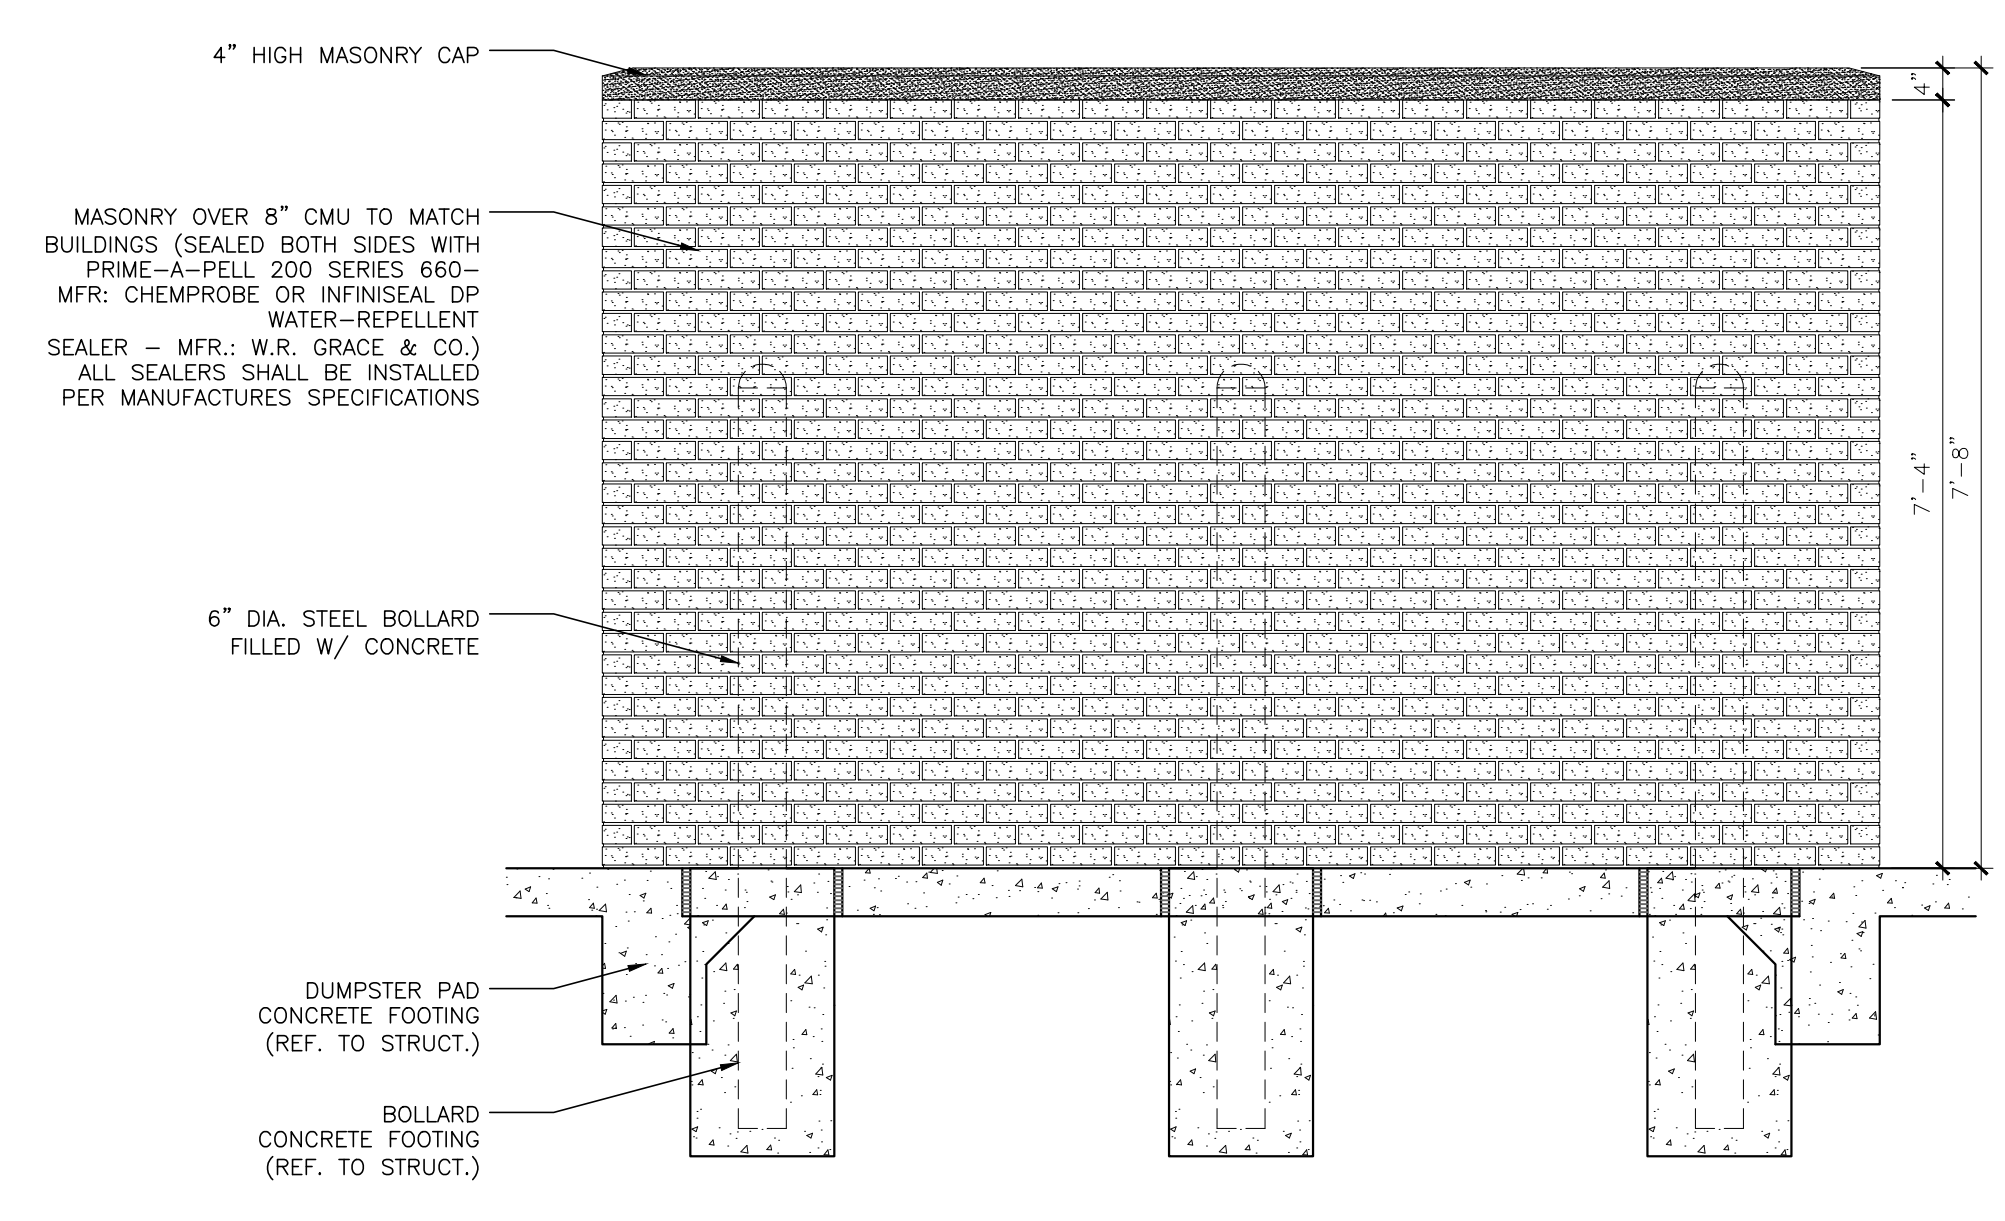 4” HIGH MASONRY CAP
4”
MASONRY OVER 8” CMU TO MATCH
BUILDINGS (SEALED BOTH SIDES WITH
PRIME–A–PELL 200 SERIES 660–
MFR: CHEMPROBE OR INFINISEAL DP
WATER–REPELLENT
SEALER – MFR.: W.R. GRACE & CO.)
ALL SEALERS SHALL BE INSTALLED
PER MANUFACTURES SPECIFICATIONS
7’–4”
7’–8”
6” DIA. STEEL BOLLARD
FILLED W/ CONCRETE
DUMPSTER PAD
CONCRETE FOOTING
(REF. TO STRUCT.)
BOLLARD
CONCRETE FOOTING
(REF. TO STRUCT.)